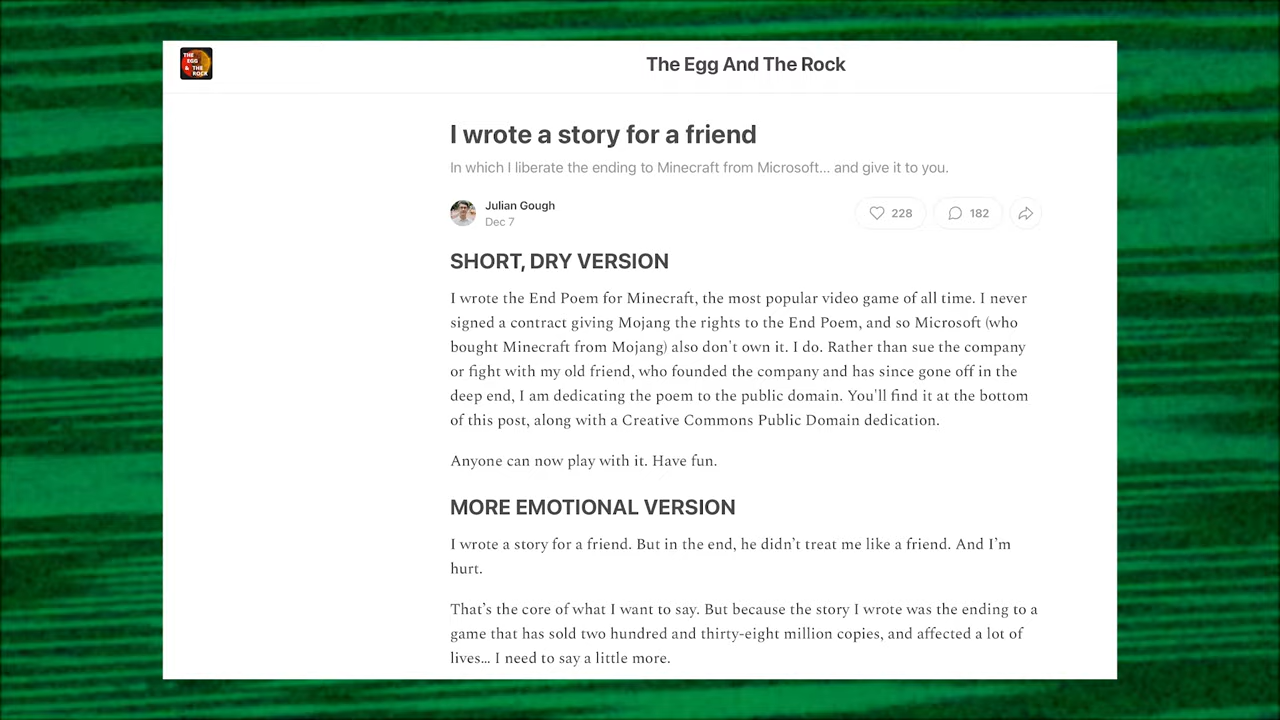 THE
EGG
& THE
ROCK
The Egg And The Rock
I wrote a story for a friend
In which I liberate the ending to Minecraft from Microsoft... and give it to you.
Julian Gough
Dec 7
228
182
SHORT, DRY VERSION
I wrote the End Poem for Minecraft, the most popular video game of all time. I never
signed a contract giving Mojang the rights to the End Poem, and so Microsoft (who
bought Minecraft from Mojang) also don't own it. I do. Rather than sue the company
or fight with my old friend, who founded the company and has since gone off in the
deep end, I am dedicating the poem to the public domain. You'll find it at the bottom
of this post, along with a Creative Commons Public Domain dedication.
Anyone can now play with it. Have fun.
MORE EMOTIONAL VERSION
I wrote a story for a friend. But in the end, he didn’t treat me like a friend. And I’m
hurt.
That’s the core of what I want to say. But because the story I wrote was the ending to a
game that has sold two hundred and thirty-eight million copies, and affected a lot of
lives... I need to say a little more.